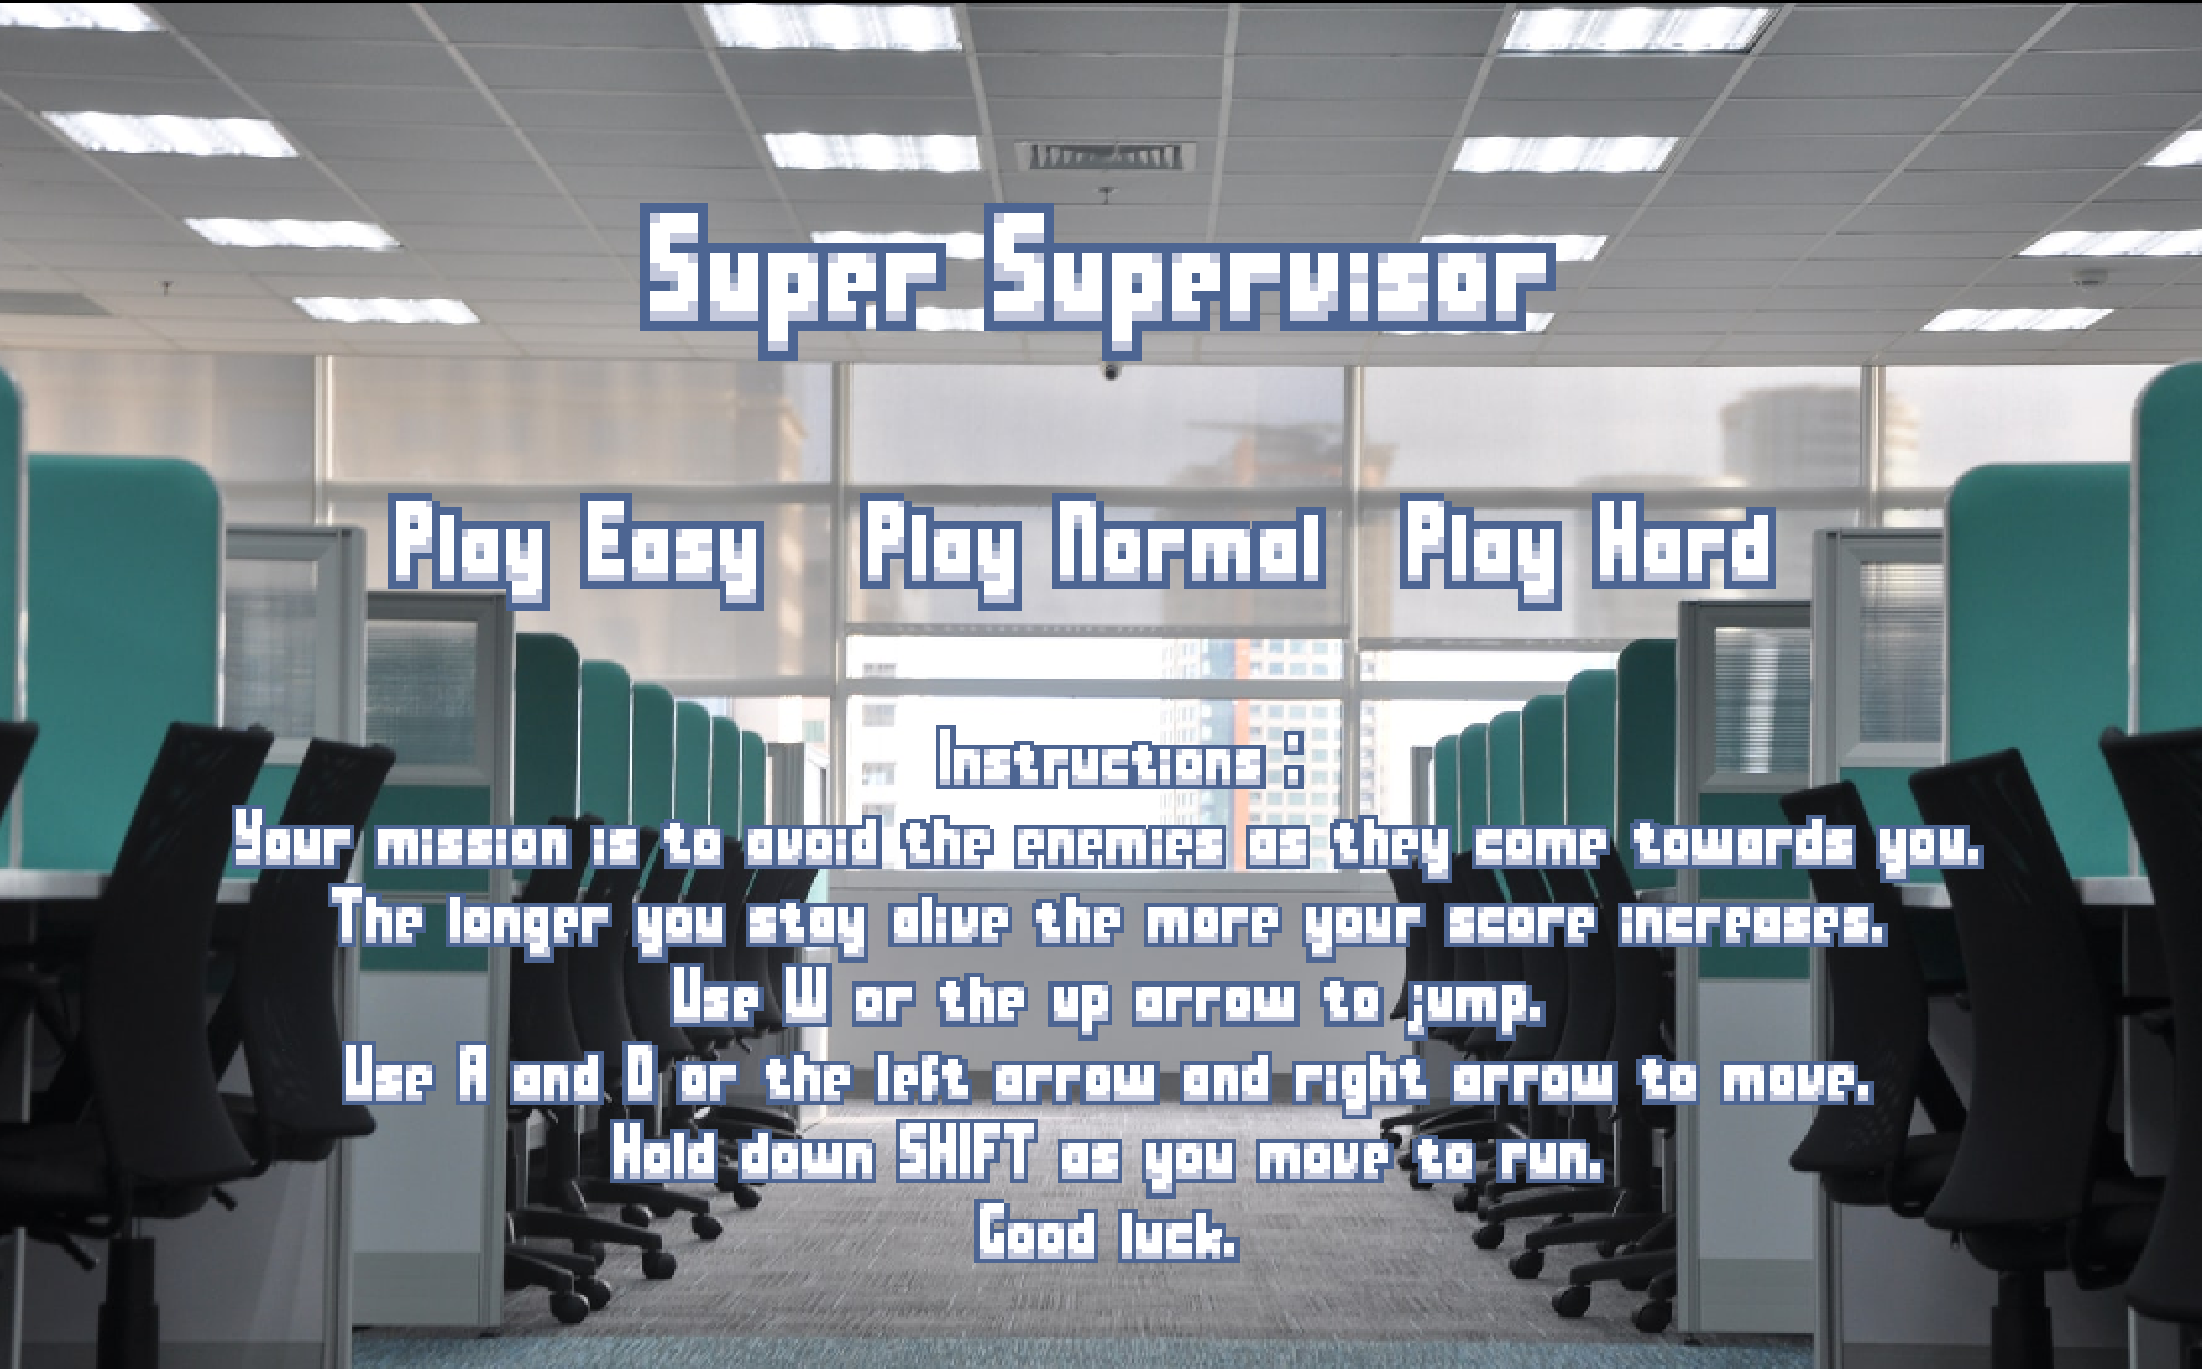 Super Supervisor
Play Easy Play Normal Play Hard
Instructions :
Your mission is to avoid the enemies as they come towards you.
The longer you stay alive the more your score increases.
Use W or the up arrow to jump.
Use A and D or the left arrow and right arrow to move.
Hold down SHIFT as you move to run.
Good luck.